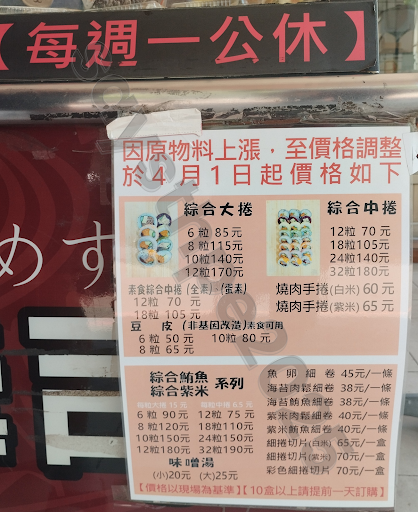 【每週一公休】
因原物料上漲，至價格調整
於4月1日起價格如下
綜合大捲
6粒 85元
8粒115元
10粒140元
12粒170元
綜合中捲
12粒 70元
18粒105元
24粒140元
32粒180元
素食綜合中捲(全素)·(蛋素)
12粒 70 元
18粒 105 元
燒肉手捲(白米) 60元
燒肉手捲(紫米) 65元
豆 皮 (非基因改造)素食可用
6粒 50 元 10粒 80 元
8粒 65 元
綜合鮪魚
綜合紫米 系列
6粒 90元 12粒 75元
8粒120元 18粒110元
10粒150元 24粒150元
12粒180元 32粒190元
味噌湯
(小)20元 (大)25元
魚卵細卷 45元/一條
海苔肉鬆細卷 38元/一條
海苔鮪魚細卷 38元/一條
紫米肉鬆細卷 40元/一條
紫米鮪魚細卷 40元/一條
細捲切片(白米) 65元/一盒
細捲切片(紫米) 70元/一盒
彩色細捲切片 70元/一盒
【價格以現場為基準】【10盒以上請提前一天訂購】
めす